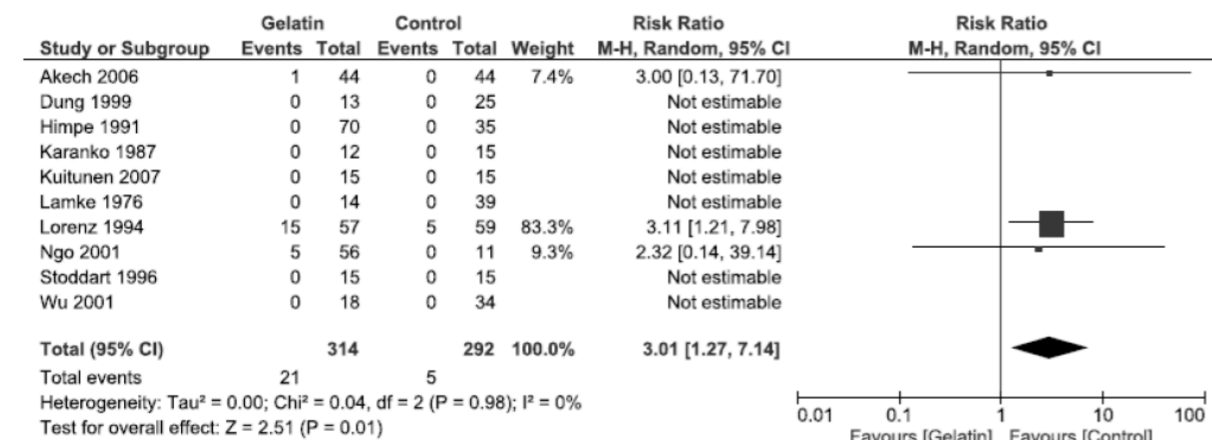 Gelatin Control Risk Ratio Risk Ratio
Study or Subgroup Events Total Events Total Weight M-H, Random, 95% CI M-H, Random, 95% CI
Akech 2006 1 44 0 44 7.4% 3.00 [0.13, 71.70]
Dung 1999 0 13 0 25 Not estimable
Himpe 1991 0 70 0 35 Not estimable
Karanko 1987 0 12 0 15 Not estimable
Kuitunen 2007 0 15 0 15 Not estimable
Lamke 1976 0 14 0 39 Not estimable
Lorenz 1994 15 57 5 59 83.3% 3.11 [1.21, 7.98]
Ngo 2001 5 56 0 11 9.3% 2.32 [0.14, 39.14]
Stoddart 1996 0 15 0 15 Not estimable
Wu 2001 0 18 0 34 Not estimable
Total (95% CI) 314 292 100.0% 3.01 [1.27, 7.14]
Total events 21 5
Heterogeneity: Tau² = 0.00; Chi² = 0.04, df = 2 (P = 0.98); I² = 0%
Test for overall effect: Z = 2.51 (P = 0.01)
0.01 0.1 1 10 100
Favours [Gelatin] Favours [Control]